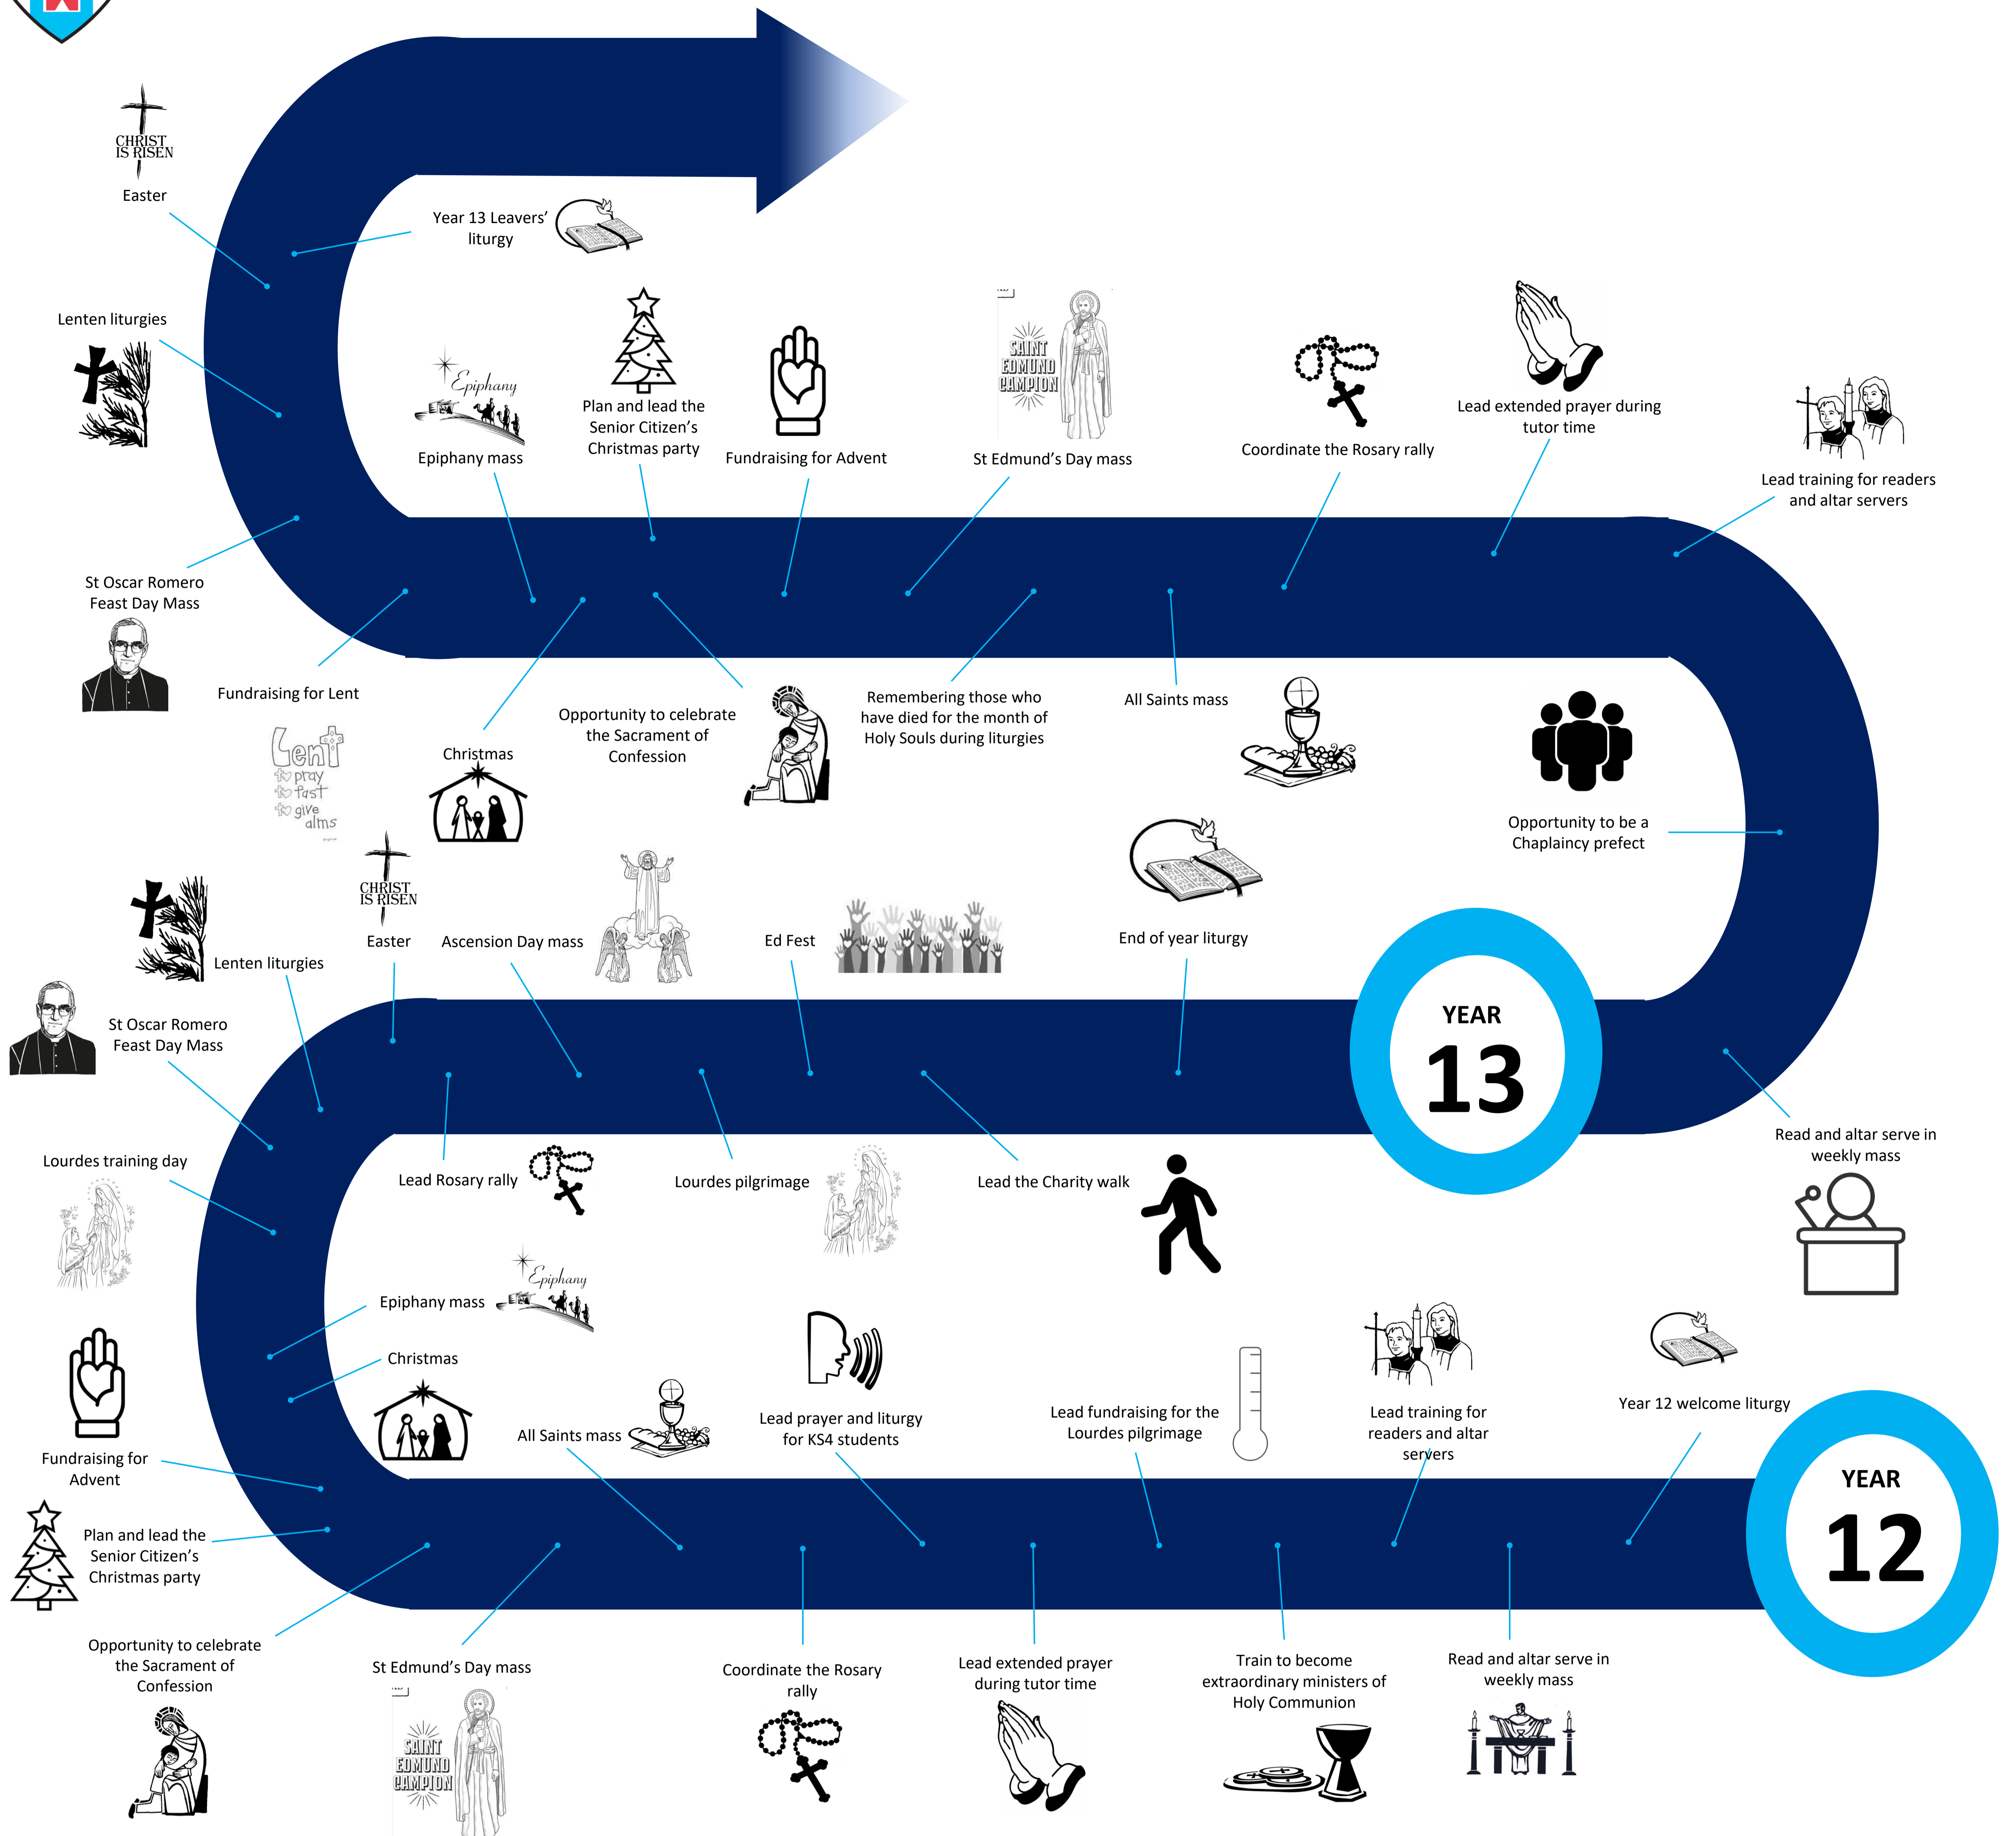 CHRIST
IS RISEN
Easter
Year 13 Leavers'
liturgy
Lenten liturgies
Epiphany
Epiphany mass
Plan and lead the
Senior Citizen's
Christmas party
Fundraising for Advent
SAINT
EDMUND
CAMPION
St Edmund's Day mass
Coordinate the Rosary rally
Lead extended prayer during
tutor time
Lead training for readers
and altar servers
St Oscar Romero
Feast Day Mass
Fundraising for Lent
Lent
to pray
to fast
to give
alms
Christmas
Opportunity to celebrate
the Sacrament of
Confession
Remembering those who
have died for the month of
Holy Souls during liturgies
All Saints mass
Opportunity to be a
Chaplaincy prefect
Lenten liturgies
CHRIST
IS RISEN
Easter
Ascension Day mass
Ed Fest
End of year liturgy
YEAR
13
St Oscar Romero
Feast Day Mass
Read and altar serve in
weekly mass
Lourdes training day
Lead Rosary rally
Lourdes pilgrimage
Lead the Charity walk
Epiphany mass
Epiphany
Christmas
Fundraising for
Advent
All Saints mass
Lead prayer and liturgy
for KS4 students
Lead fundraising for the
Lourdes pilgrimage
Lead training for
readers and altar
servers
Year 12 welcome liturgy
YEAR
12
Plan and lead the
Senior Citizen's
Christmas party
Opportunity to celebrate
the Sacrament of
Confession
St Edmund's Day mass
SAINT
EDMUND
CAMPION
Coordinate the Rosary
rally
Lead extended prayer
during tutor time
Train to become
extraordinary ministers of
Holy Communion
Read and altar serve in
weekly mass